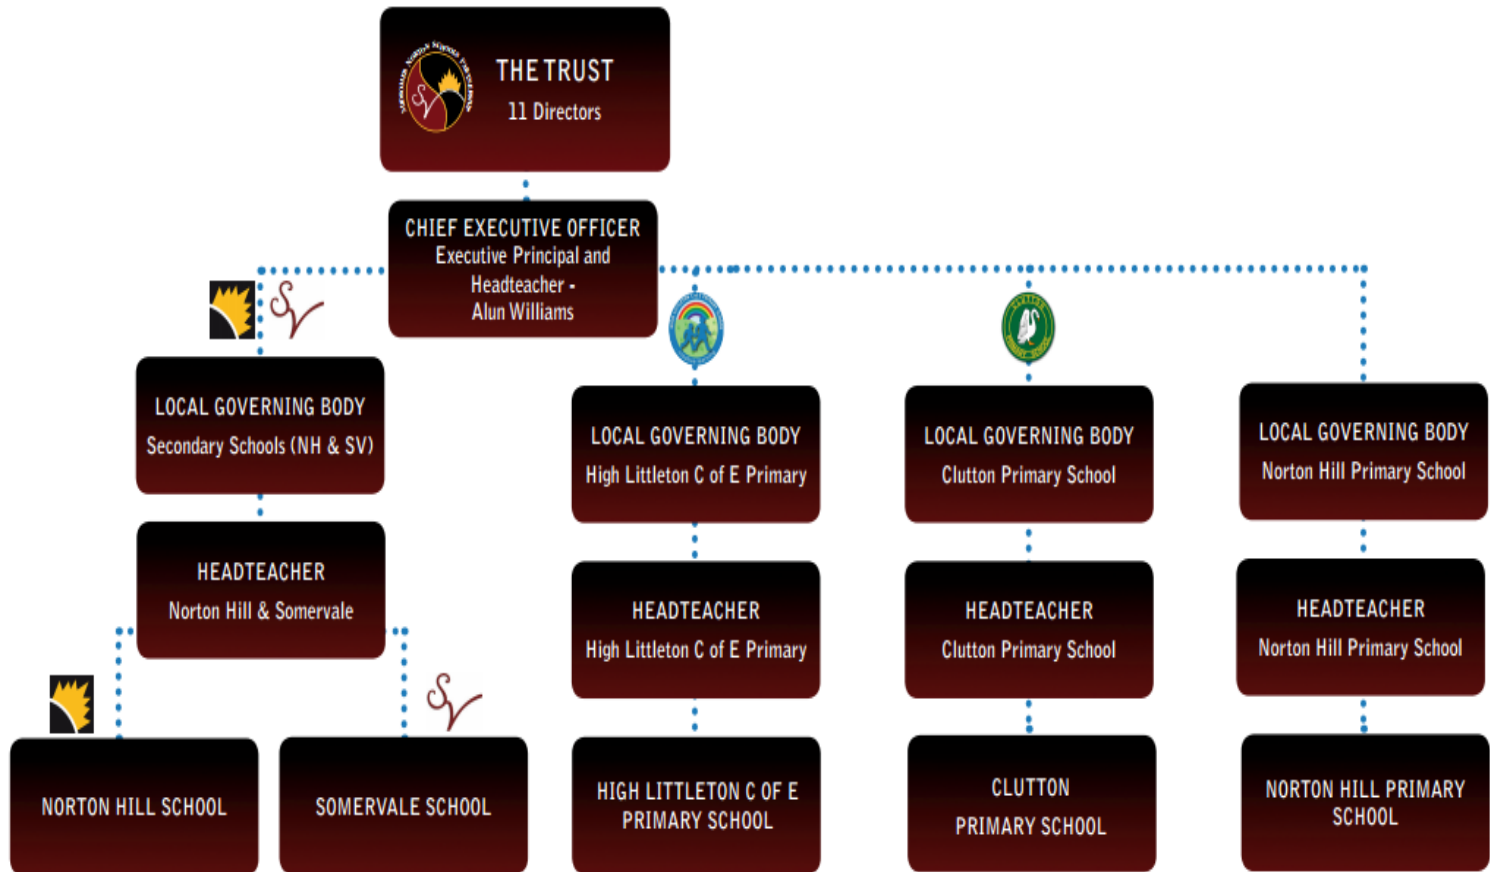 THE TRUST
11 Directors
CHIEF EXECUTIVE OFFICER
Executive Principal and
Headteacher -
Alun Williams
SV
LOCAL GOVERNING BODY
Secondary Schools (NH & SV)
LOCAL GOVERNING BODY
High Littleton C of E Primary
LOCAL GOVERNING BODY
Clutton Primary School
LOCAL GOVERNING BODY
Norton Hill Primary School
HEADTEACHER
Norton Hill & Somervale
HEADTEACHER
High Littleton C of E Primary
HEADTEACHER
Clutton Primary School
HEADTEACHER
Norton Hill Primary School
SV
NORTON HILL SCHOOL
SOMERVALE SCHOOL
HIGH LITTLETON C OF E
PRIMARY SCHOOL
CLUTTON
PRIMARY SCHOOL
NORTON HILL PRIMARY
SCHOOL